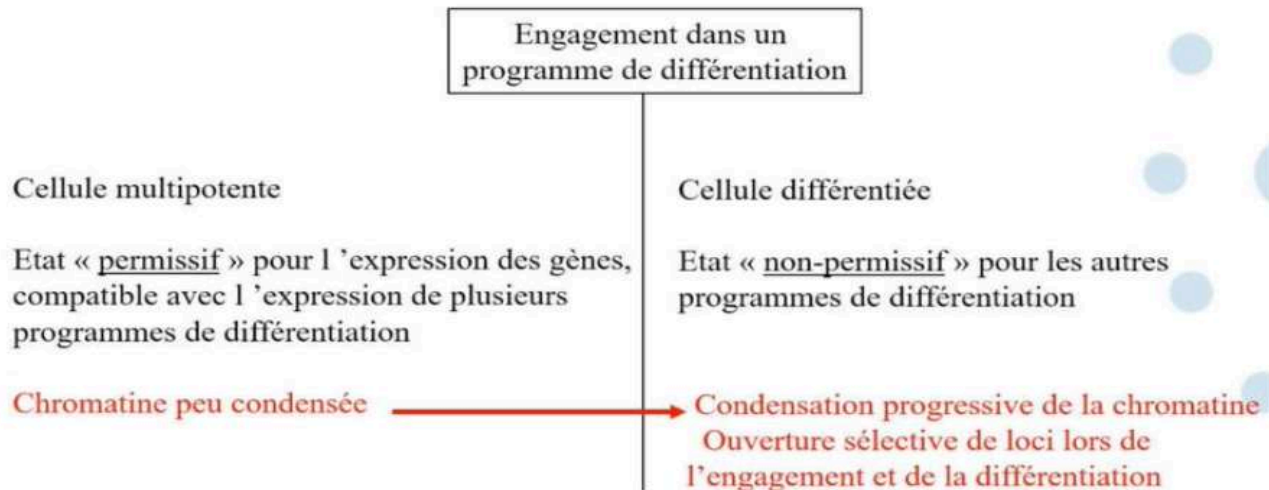 Engagement dans un
programme de différentiation
Cellule multipotente
Etat « permissif » pour l ’expression des gènes,
compatible avec l ’expression de plusieurs
programmes de différentiation
Chromatine peu condensée
Cellule différentiée
Etat « non-permissif » pour les autres
programmes de différentiation
Condensation progressive de la chromatine
Ouverture sélective de loci lors de
l’engagement et de la différentiation